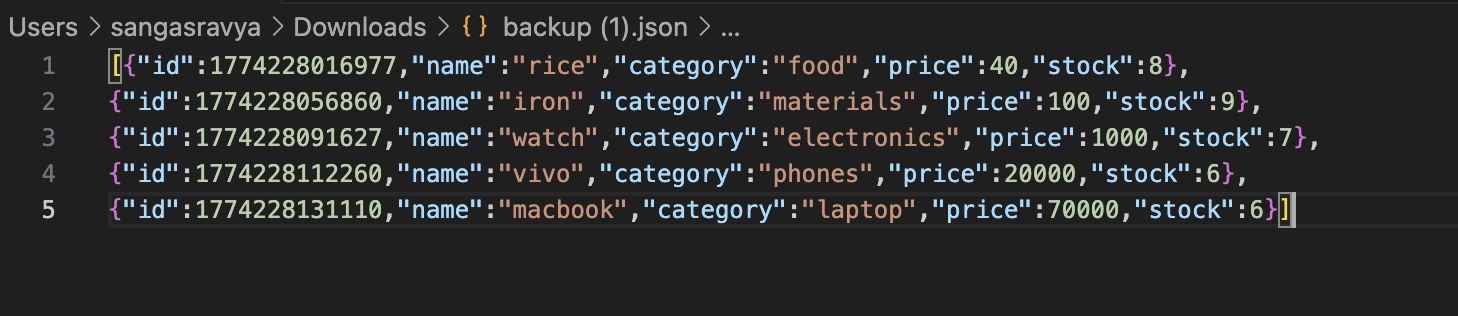 Users > sangasravya > Downloads > {} backup (1).json > ...
1 [{"id":1774228016977,"name":"rice","category":"food","price":40,"stock":8},
2 {"id":1774228056860,"name":"iron","category":"materials","price":100,"stock":9},
3 {"id":1774228091627,"name":"watch","category":"electronics","price":1000,"stock":7},
4 {"id":1774228112260,"name":"vivo","category":"phones","price":20000,"stock":6},
5 {"id":1774228131110,"name":"macbook","category":"laptop","price":70000,"stock":6}]